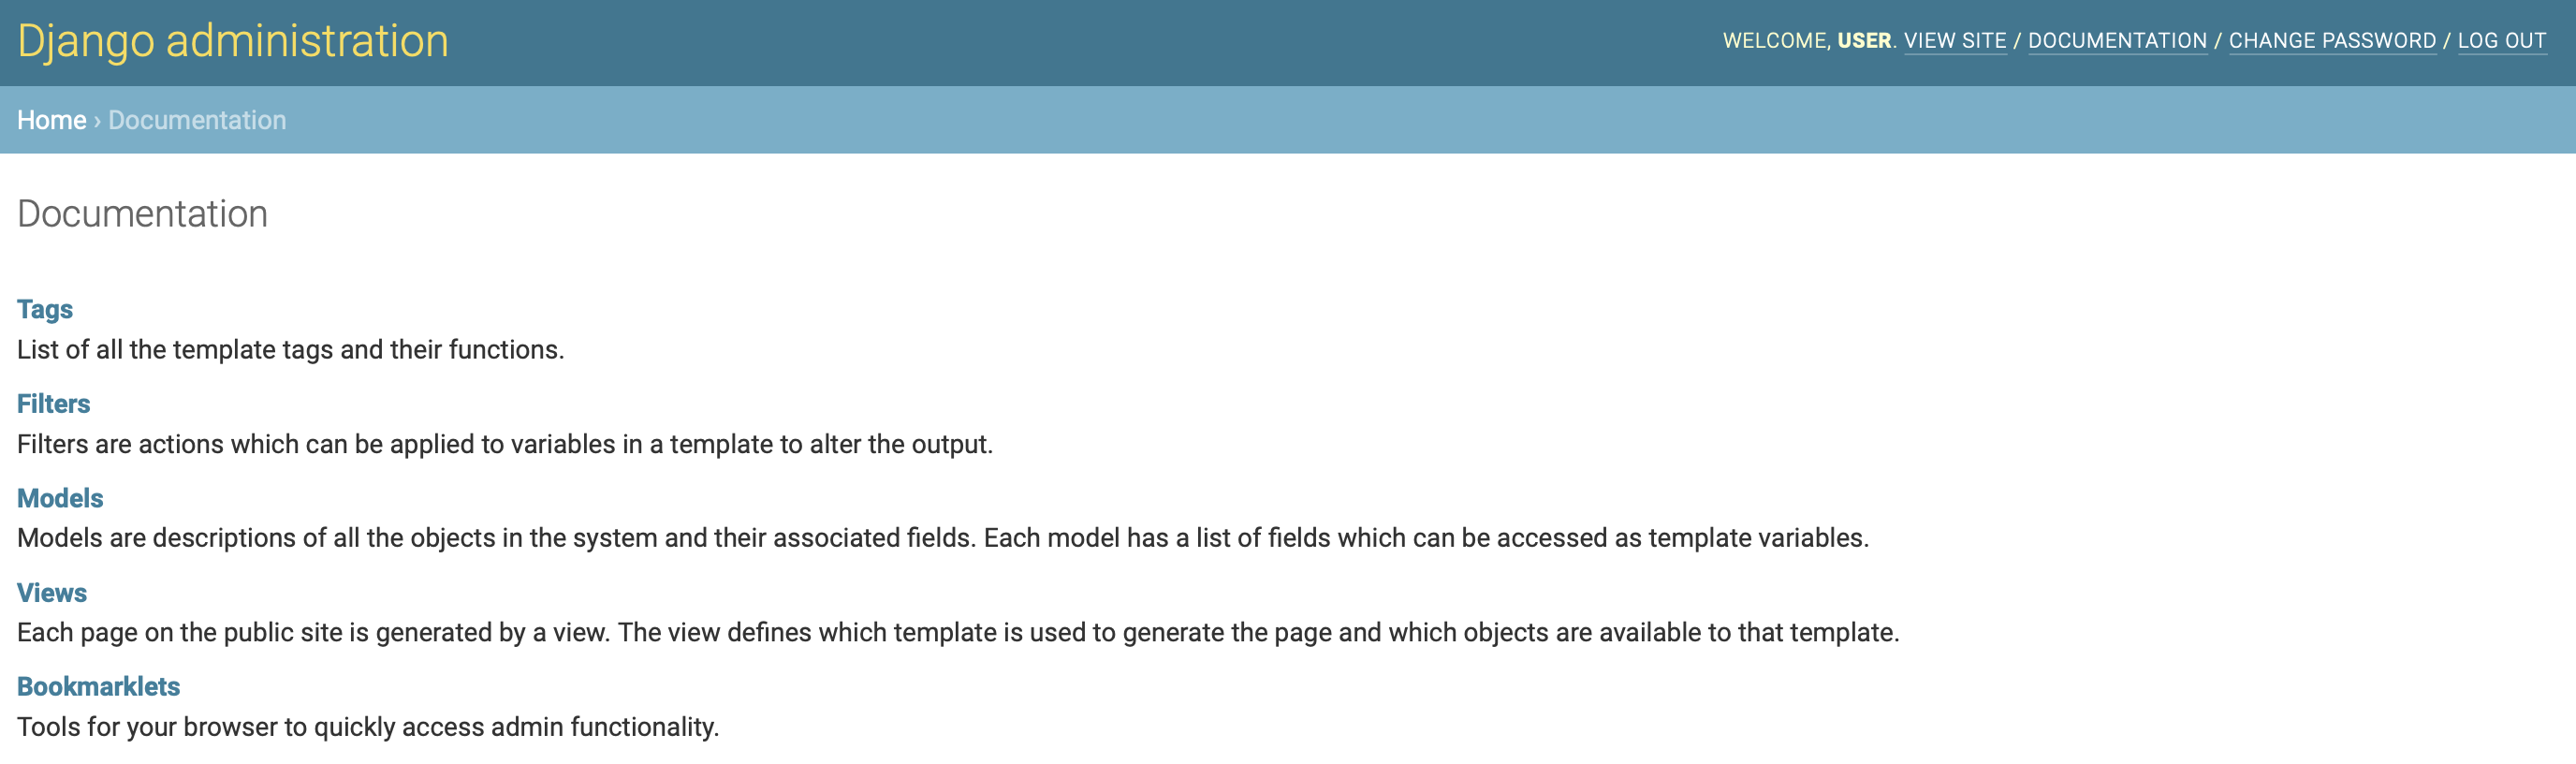 Django administration
WELCOME, USER. VIEW SITE / DOCUMENTATION / CHANGE PASSWORD / LOG OUT
Home › Documentation
Documentation
Tags
List of all the template tags and their functions.
Filters
Filters are actions which can be applied to variables in a template to alter the output.
Models
Models are descriptions of all the objects in the system and their associated fields. Each model has a list of fields which can be accessed as template variables.
Views
Each page on the public site is generated by a view. The view defines which template is used to generate the page and which objects are available to that template.
Bookmarklets
Tools for your browser to quickly access admin functionality.